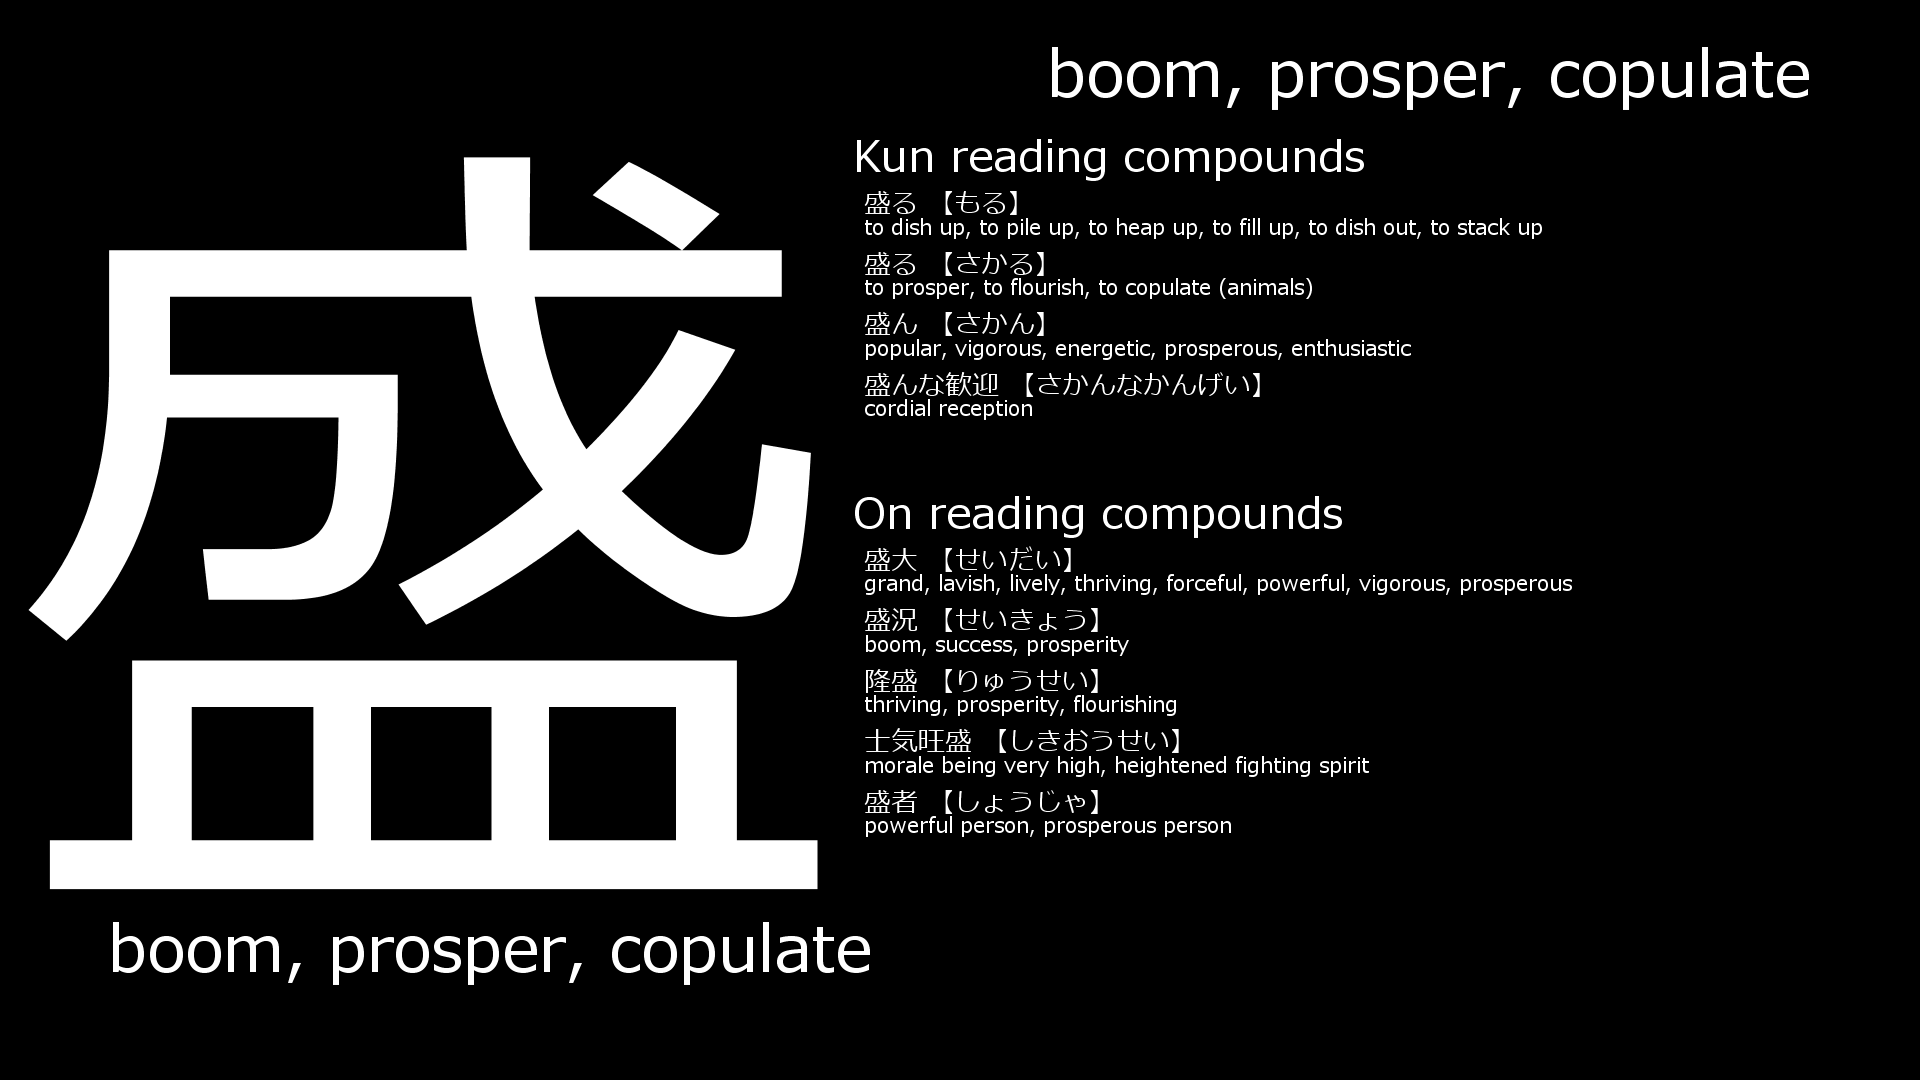 盛
boom, prosper, copulate
boom, prosper, copulate
Kun reading compounds
盛る 【もる】
to dish up, to pile up, to heap up, to fill up, to dish out, to stack up
盛る 【さかる】
to prosper, to flourish, to copulate (animals)
盛ん 【さかん】
popular, vigorous, energetic, prosperous, enthusiastic
盛んな歓迎 【さかんなかんげい】
cordial reception
On reading compounds
盛大 【せいだい】
grand, lavish, lively, thriving, forceful, powerful, vigorous, prosperous
盛況 【せいきょう】
boom, success, prosperity
隆盛 【りゅうせい】
thriving, prosperity, flourishing
士気旺盛 【しきおうせい】
morale being very high, heightened fighting spirit
盛者 【しょうじゃ】
powerful person, prosperous person